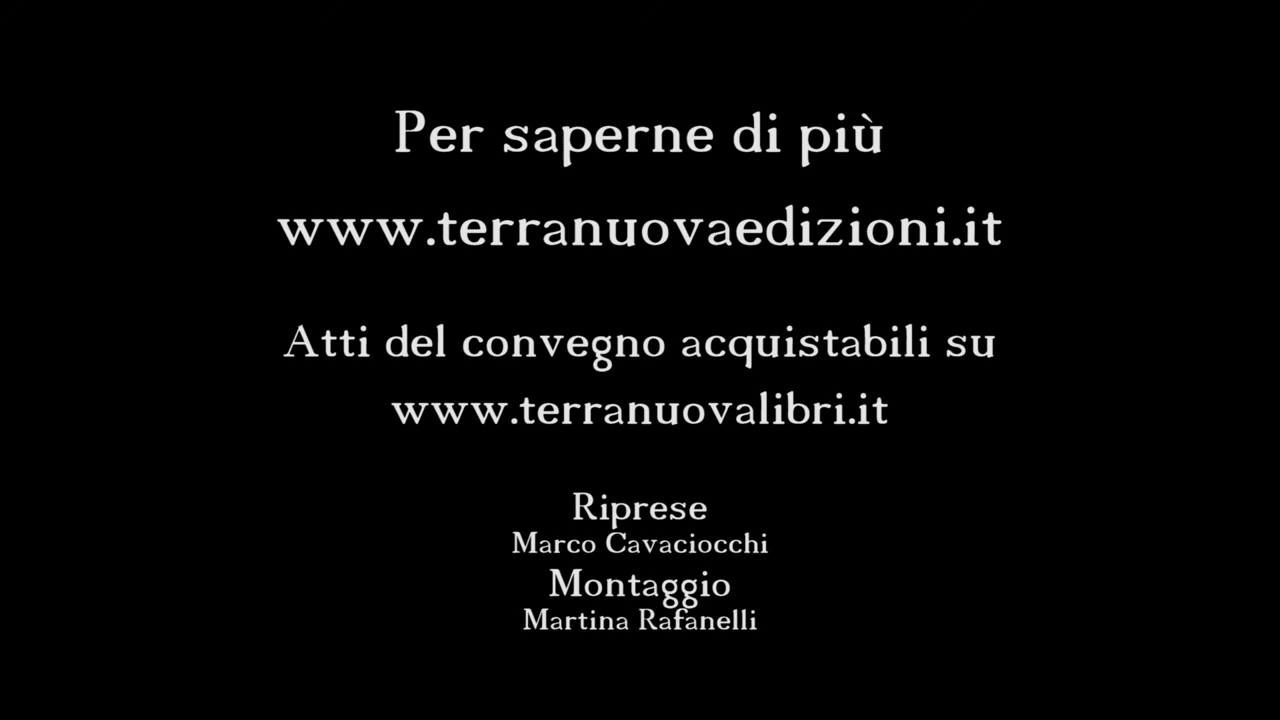 Per saperne di più
www.terranuovaedizioni.it
Atti del convegno acquistabili su
www.terranuovalibri.it
Riprese
Marco Cavaciocchi
Montaggio
Martina Rafanelli